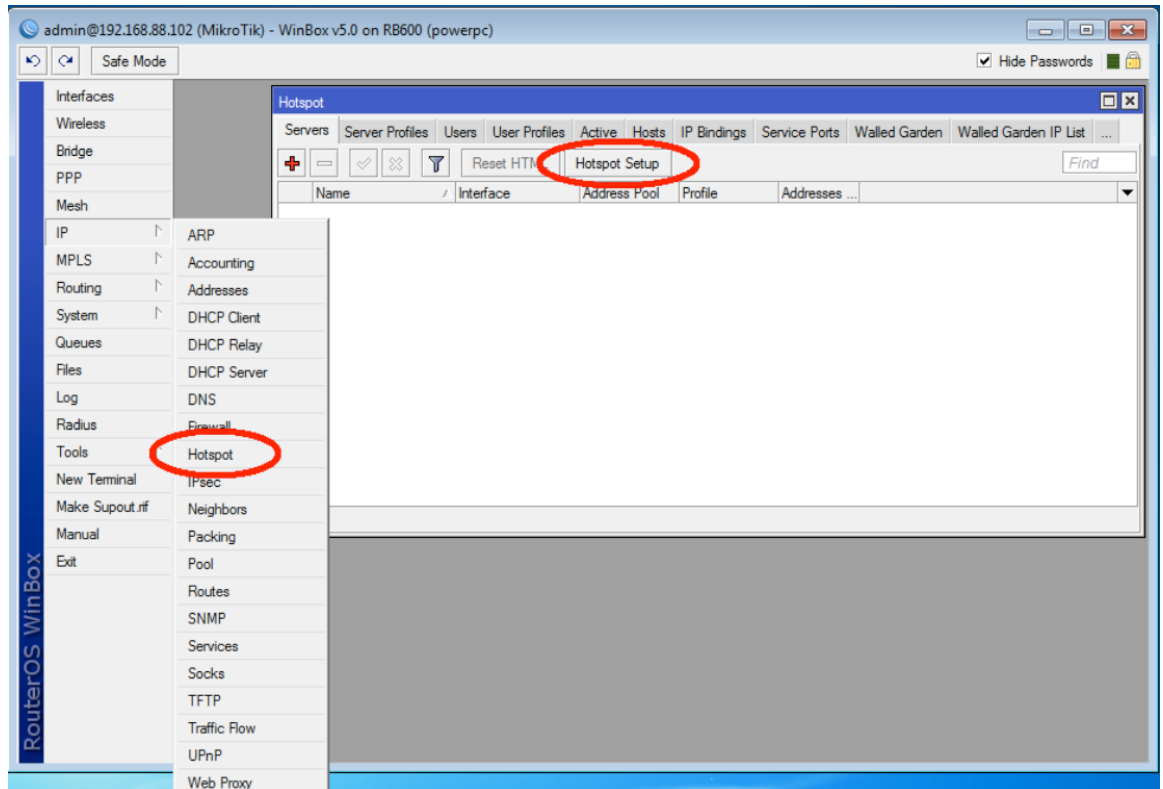 admin@192.168.88.102 (MikroTik) - WinBox v5.0 on RB600 (powerpc)
Safe Mode
Hide Passwords
Interfaces
Wireless
Bridge
PPP
Mesh
IP
MPLS
Routing
System
Queues
Files
Log
Radius
Tools
New Terminal
Make Supout.rif
Manual
Exit
RouterOS WinBox
ARP
Accounting
Addresses
DHCP Client
DHCP Relay
DHCP Server
DNS
Firewall
Hotspot
IPsec
Neighbors
Packing
Pool
Routes
SNMP
Services
Socks
TFTP
Traffic Flow
UPnP
Web Proxy
Hotspot
Servers Server Profiles Users User Profiles Active Hosts IP Bindings Service Ports Walled Garden Walled Garden IP List ...
Reset HTM Hotspot Setup Find
Name / Interface Address Pool Profile Addresses ...